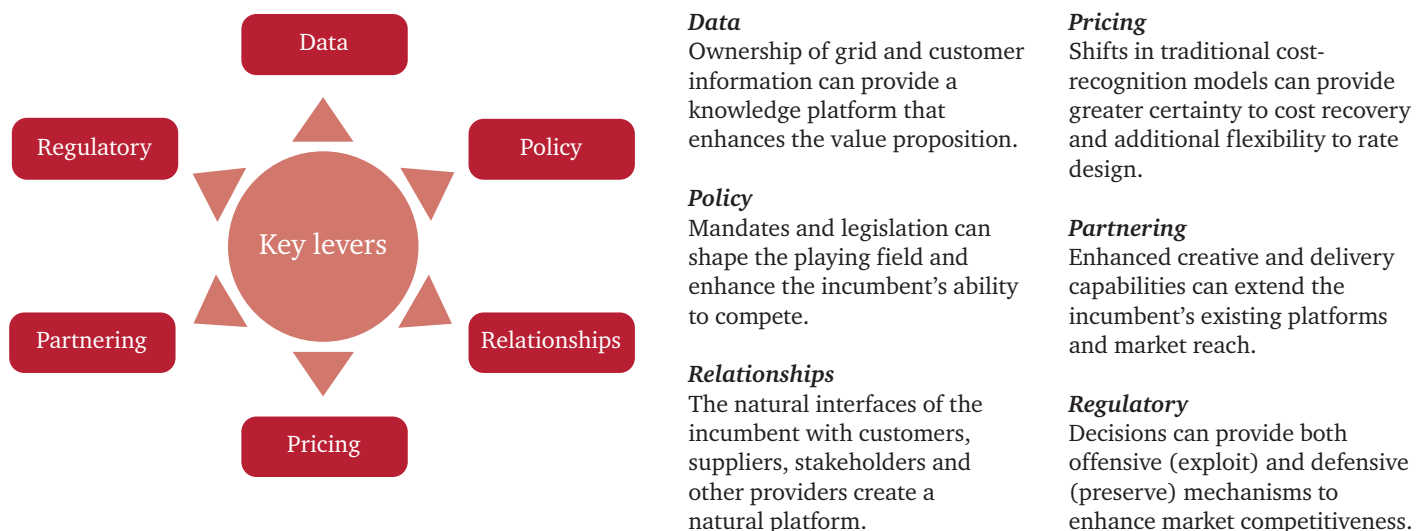 Data
Regulatory
Policy
Key levers
Partnering
Relationships
Pricing
Data
Ownership of grid and customer
information can provide a
knowledge platform that
enhances the value proposition.
Policy
Mandates and legislation can
shape the playing field and
enhance the incumbent’s ability
to compete.
Relationships
The natural interfaces of the
incumbent with customers,
suppliers, stakeholders and
other providers create a
natural platform.
Pricing
Shifts in traditional cost-
recognition models can provide
greater certainty to cost recovery
and additional flexibility to rate
design.
Partnering
Enhanced creative and delivery
capabilities can extend the
incumbent’s existing platforms
and market reach.
Regulatory
Decisions can provide both
offensive (exploit) and defensive
(preserve) mechanisms to
enhance market competitiveness.